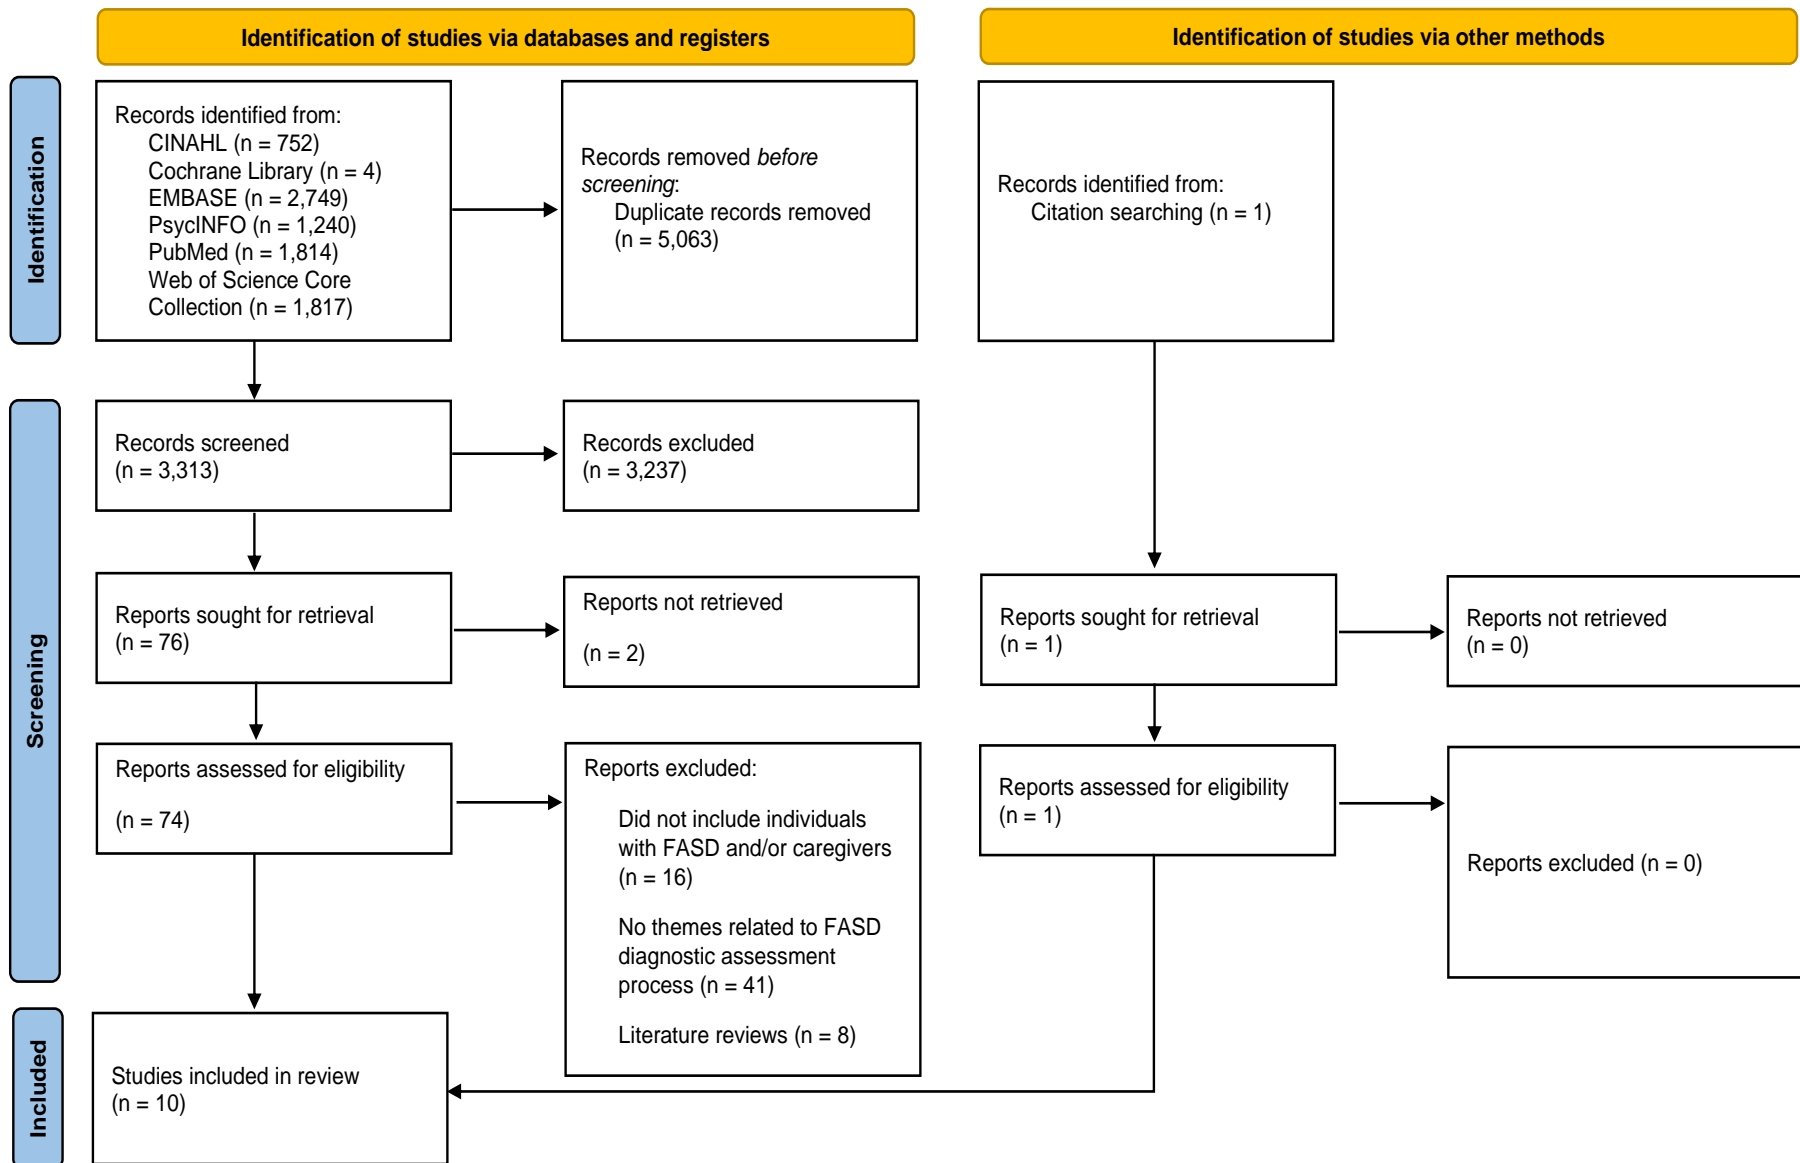 Identification of studies via databases and registers
Identification of studies via other methods
Identification
Records identified from:
CINAHL (n = 752)
Cochrane Library (n = 4)
EMBASE (n = 2,749)
PsycINFO (n = 1,240)
PubMed (n = 1,814)
Web of Science Core
Collection (n = 1,817)
Records removed before
screening:
Duplicate records removed
(n = 5,063)
Records identified from:
Citation searching (n = 1)
Screening
Records screened
(n = 3,313)
Records excluded
(n = 3,237)
Reports sought for retrieval
(n = 76)
Reports not retrieved
(n = 2)
Reports sought for retrieval
(n = 1)
Reports not retrieved
(n = 0)
Reports assessed for eligibility
(n = 74)
Reports excluded:
Did not include individuals
with FASD and/or caregivers
(n = 16)
No themes related to FASD
diagnostic assessment
process (n = 41)
Literature reviews (n = 8)
Reports assessed for eligibility
(n = 1)
Reports excluded (n = 0)
Included
Studies included in review
(n = 10)